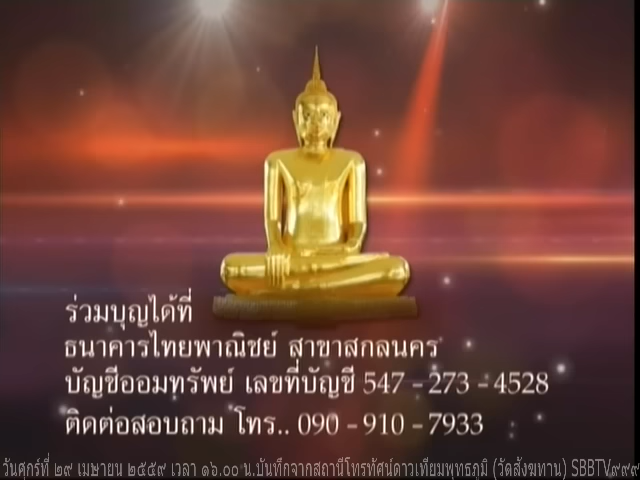 ร่วมบุญได้ที่
ธนาคารไทยพาณิชย์ สาขาสกลนคร
บัญชีออมทรัพย์ เลขที่บัญชี 547 - 273 - 4528
ติดต่อสอบถาม โทร.. 090 - 910 - 7933
วันศุกร์ที่ ๒๙ เมษายน ๒๕๕๙ เวลา ๑๖.๐๐ น.บันทึกจากสถานีโทรทัศน์ดาวเทียมพุทธภูมิ (วัดสังฆทาน) SBBTV๙๙๙